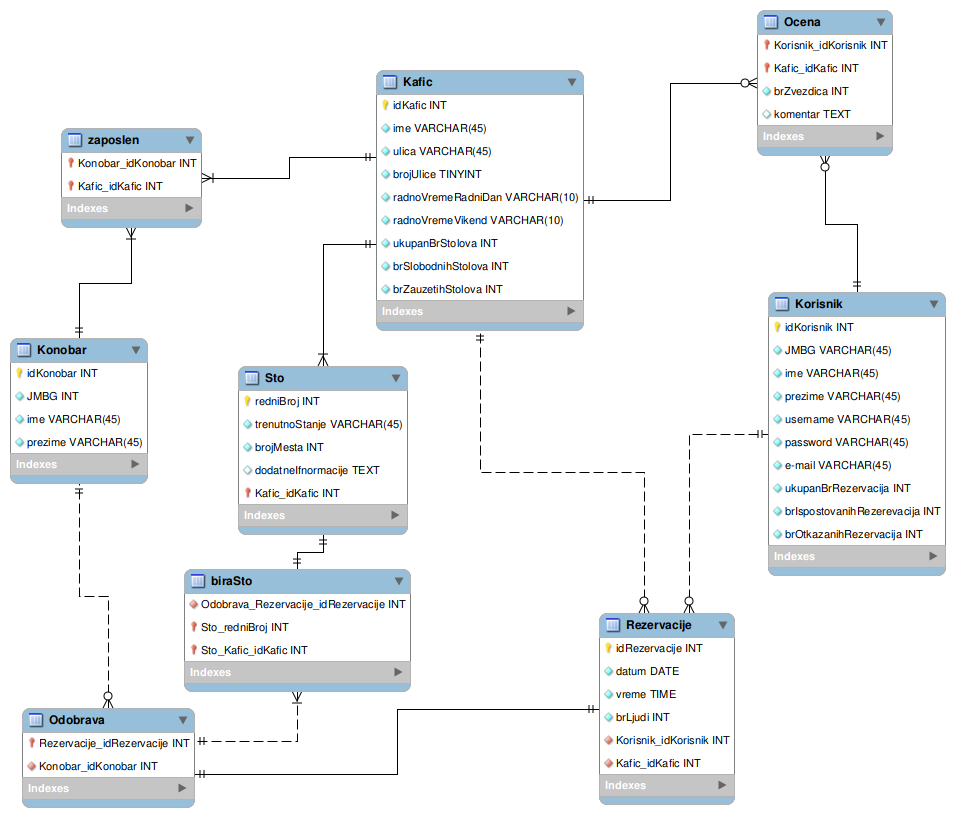 Ocena
Korisnik_idKorisnik INT
Kafic_idKafic INT
brZvezdica INT
komentar TEXT
Indexes
Kafic
idKafic INT
ime VARCHAR(45)
ulica VARCHAR(45)
brojUlice TINYINT
radnoVremeRadniDan VARCHAR(10)
radnoVremeVikend VARCHAR(10)
ukupanBrStolova INT
brSlobodnihStolova INT
brZauzetihStolova INT
Indexes
zaposlen
Konobar_idKonobar INT
Kafic_idKafic INT
Indexes
Korisnik
idKorisnik INT
JMBG VARCHAR(45)
ime VARCHAR(45)
prezime VARCHAR(45)
username VARCHAR(45)
password VARCHAR(45)
e-mail VARCHAR(45)
ukupanBrRezervacija INT
brIspostovanihRezerevacija INT
brOtkazanihRezervacija INT
Indexes
Konobar
idKonobar INT
JMBG INT
ime VARCHAR(45)
prezime VARCHAR(45)
Indexes
Sto
redniBroj INT
trenutnoStanje VARCHAR(45)
brojMesta INT
dodatneIfnormacije TEXT
Kafic_idKafic INT
Indexes
biraSto
Odobrava_Rezervacije_idRezervacije INT
Sto_redniBroj INT
Sto_Kafic_idKafic INT
Indexes
Rezervacije
idRezervacije INT
datum DATE
vreme TIME
brLjudi INT
Korisnik_idKorisnik INT
Kafic_idKafic INT
Indexes
Odobrava
Rezervacije_idRezervacije INT
Konobar_idKonobar INT
Indexes